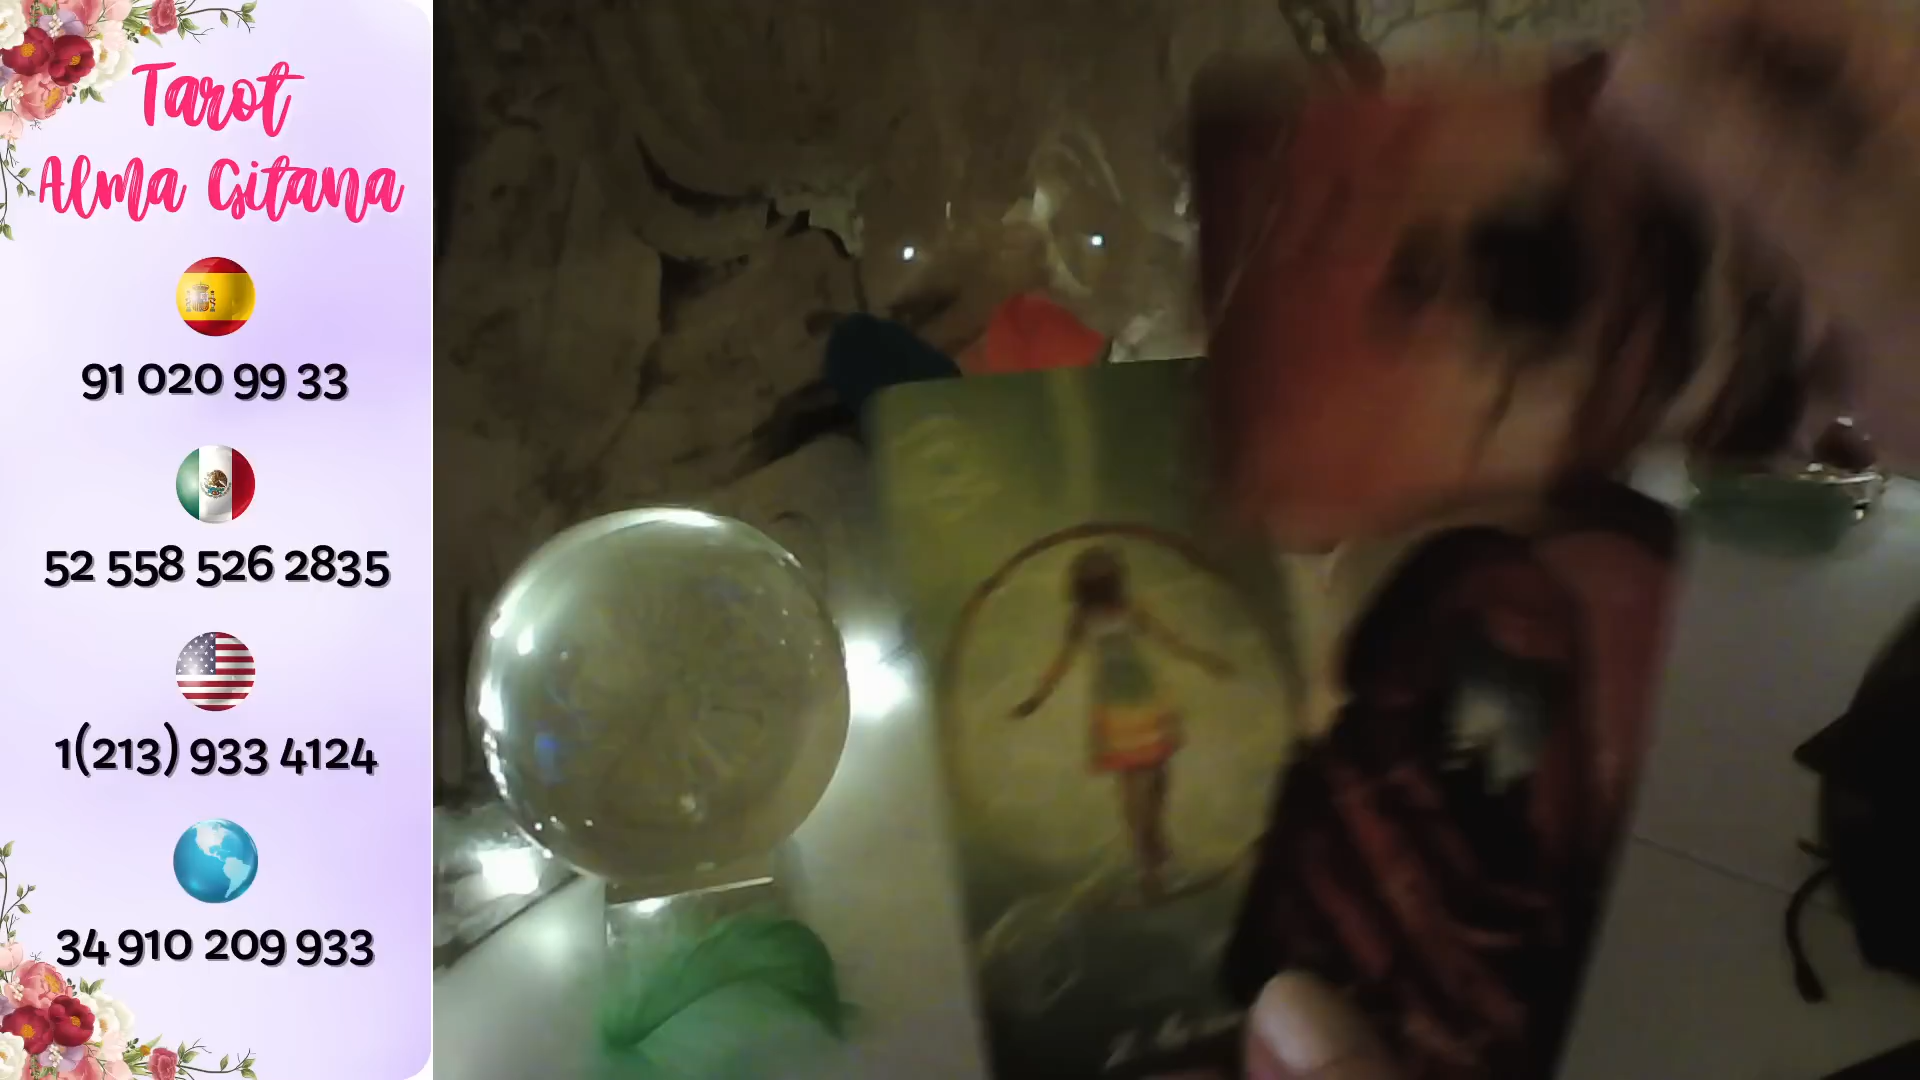 Tarot
Alma Gitana
91 020 99 33
52 558 526 2835
1(213) 933 4124
34 910 209 933